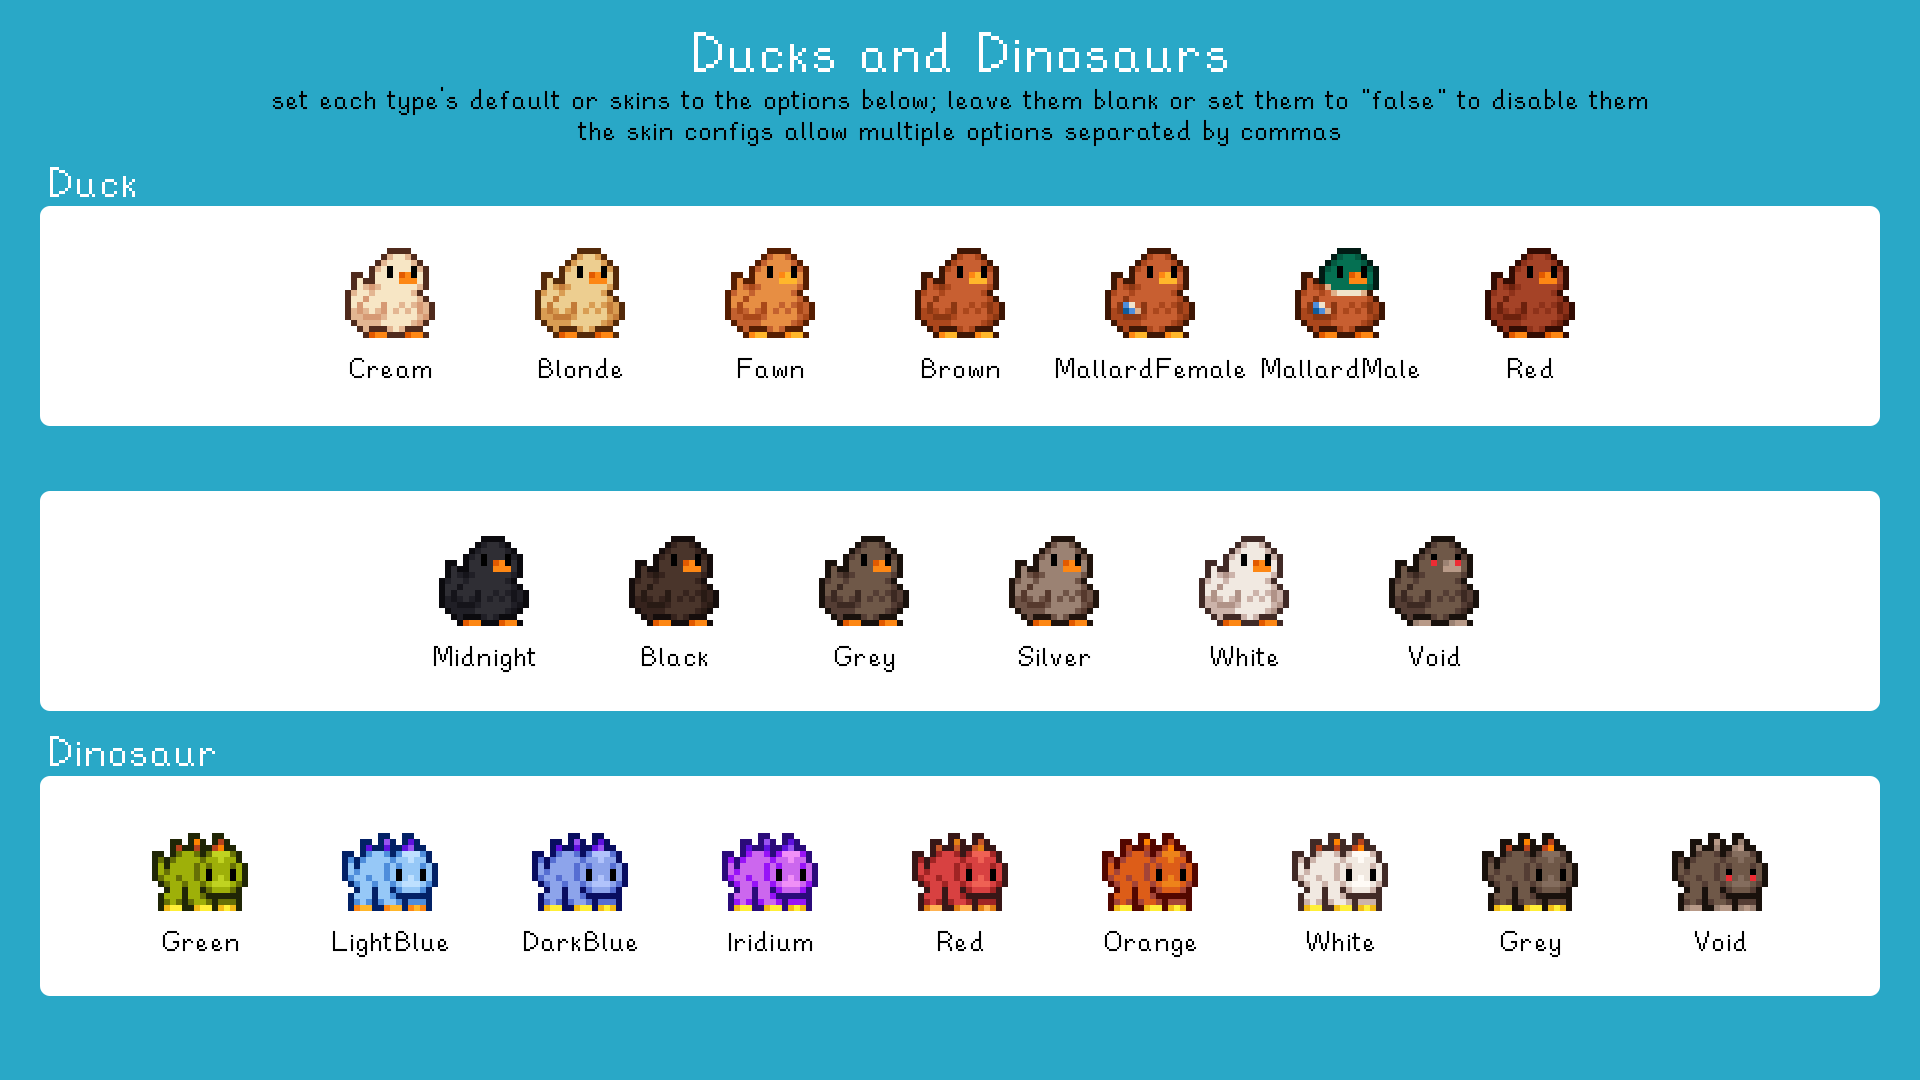 Ducks and Dinosaurs
set each type's default or skins to the options below; leave them blank or set them to "false" to disable them
the skin configs allow multiple options separated by commas
Duck
Cream Blonde Fawn Brown MallardFemale MallardMale Red
Midnight Black Grey Silver White Void
Dinosaur
Green LightBlue DarkBlue Iridium Red Orange White Grey Void